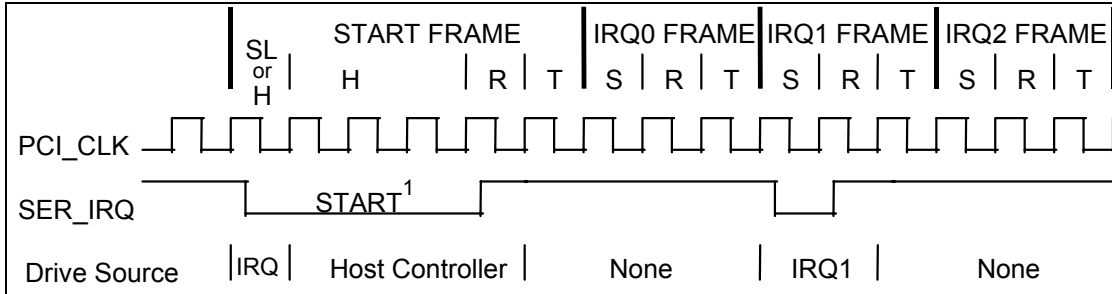 START FRAME IRQ0 FRAME IRQ1 FRAME IRQ2 FRAME
SL
or
H
H R T S R T S R T S R T
PCI_CLK
SER_IRQ START1
Drive Source IRQ Host Controller None IRQ1 None